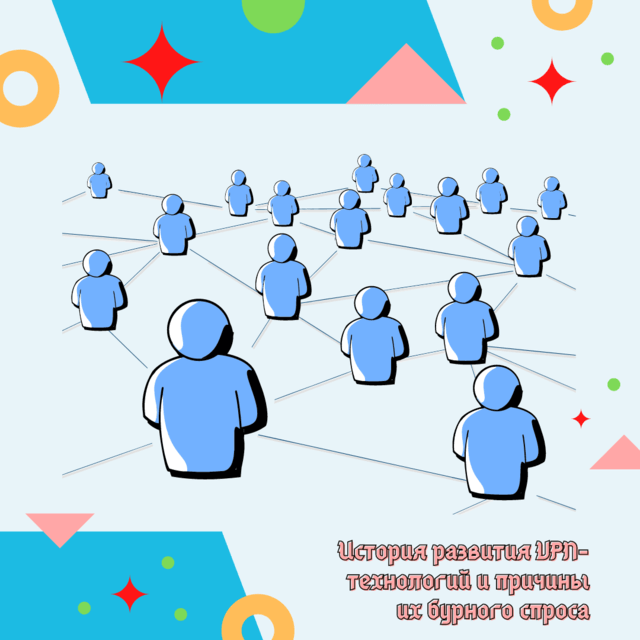 История развития VPN-
технологий и причины
их бурного спроса